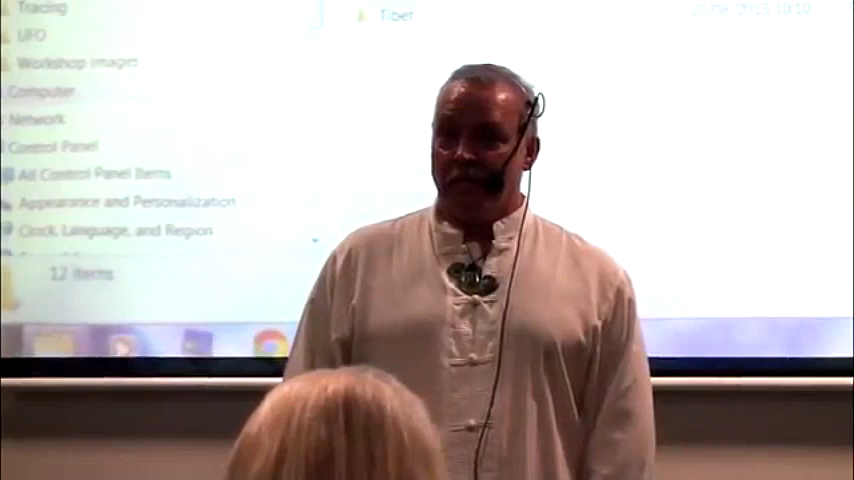 Tracing
UFO
Workshop images
Computer
Network
Control Panel
All Control Panel Items
Appearance and Personalization
Clock, Language, and Region
12 items
Tibet